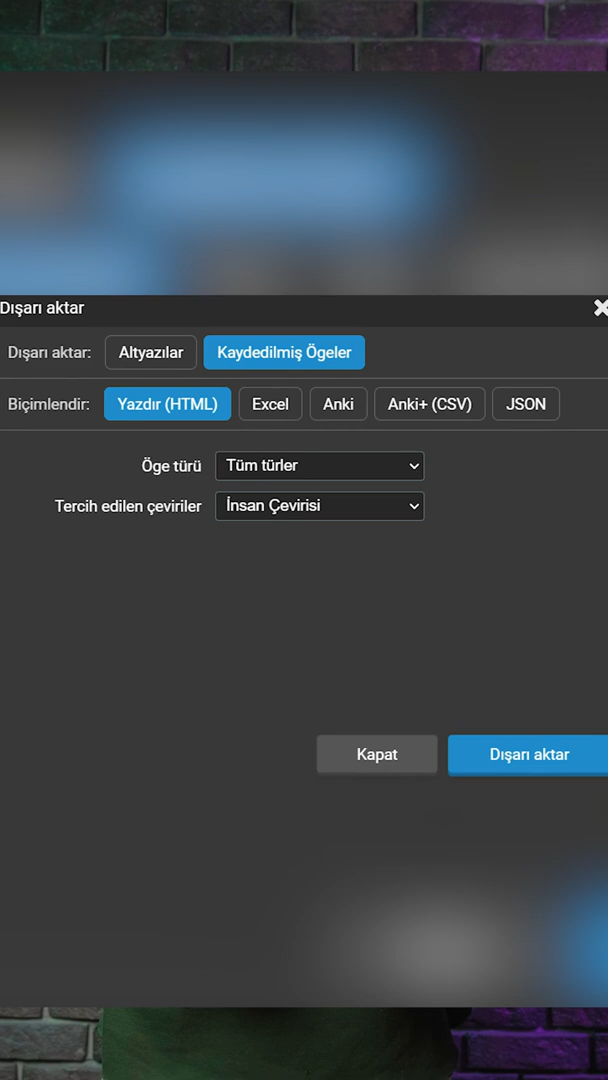 Dışarı aktar
Dışarı aktar: Altyazılar Kaydedilmiş Ögeler
Biçimlendir: Yazdır (HTML) Excel Anki Anki+ (CSV) JSON
Öge türü Tüm türler
Tercih edilen çeviriler İnsan Çevirisi
Kapat Dışarı aktar